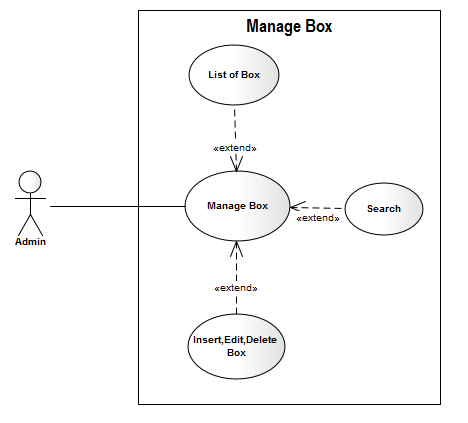 Manage Box
List of Box
«extend»
Manage Box
Search
«extend»
Admin
«extend»
Insert,Edit,Delete
Box